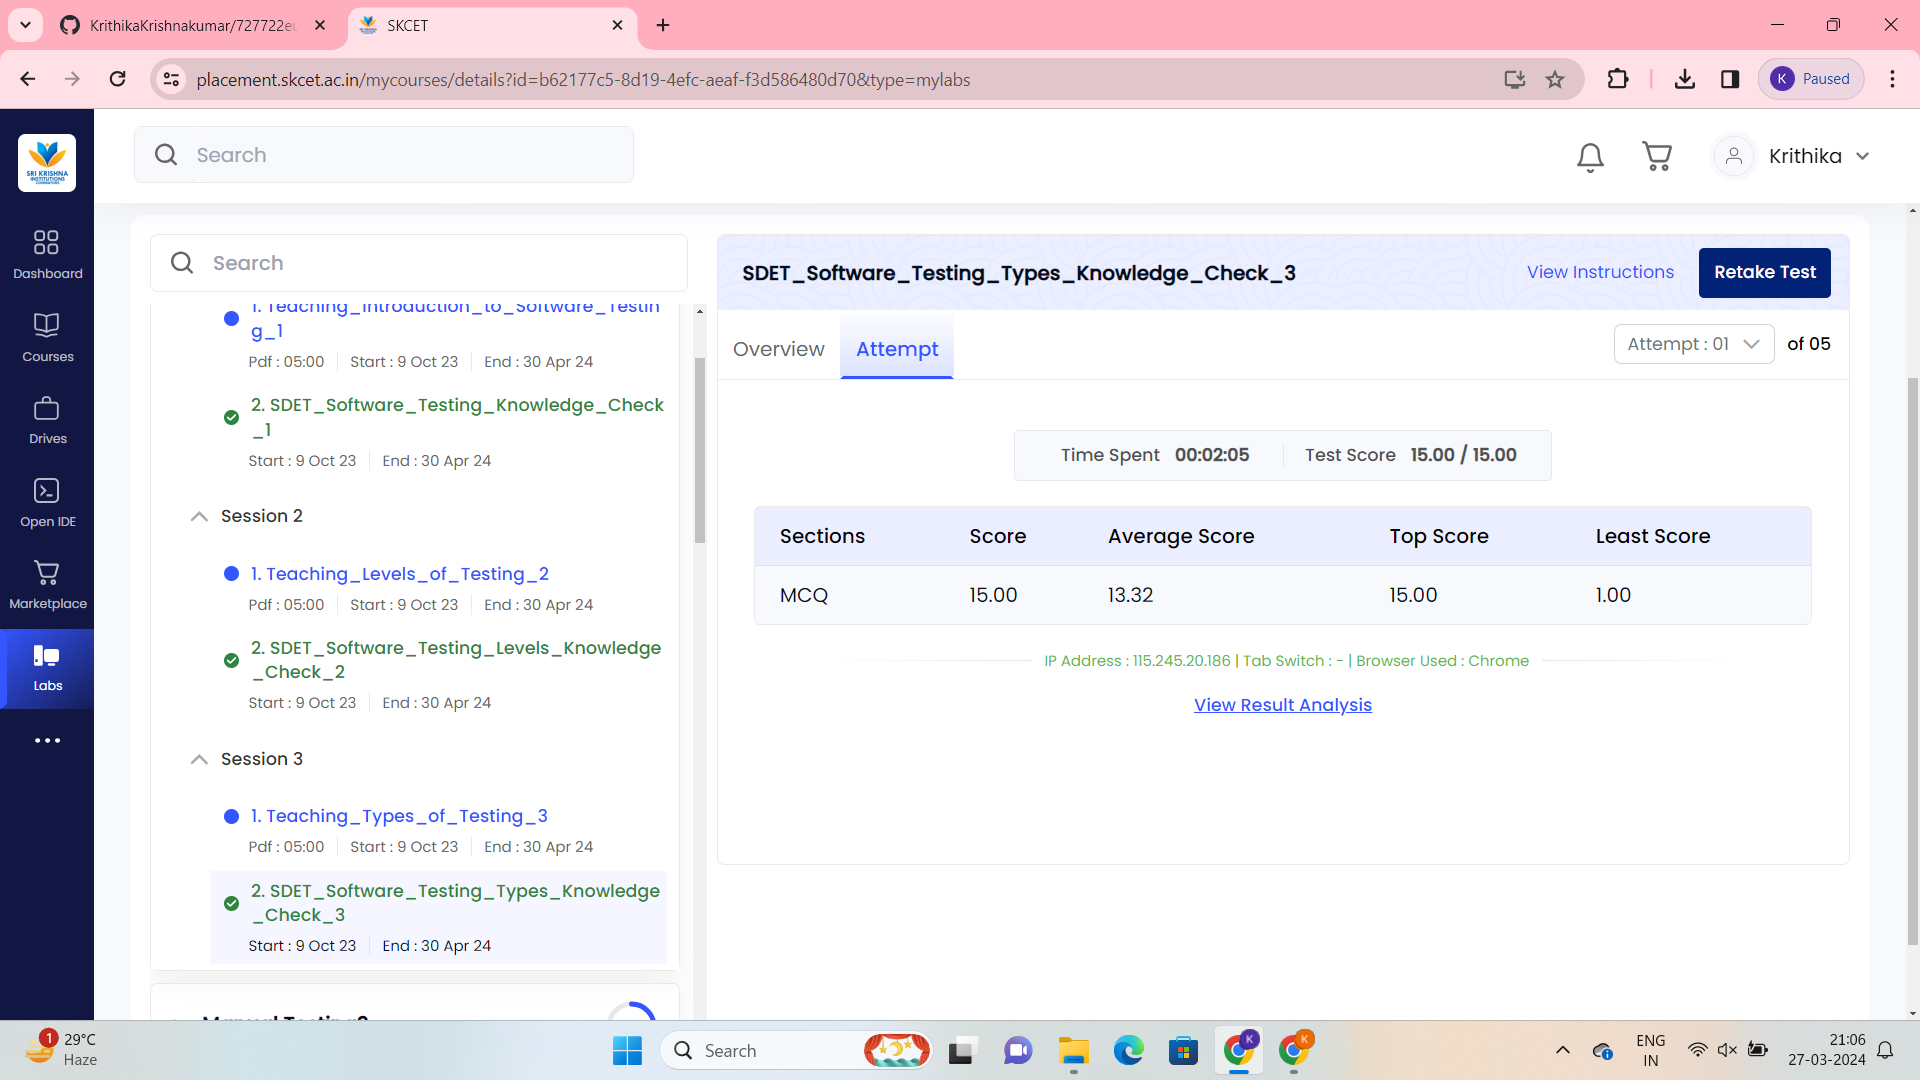 KrithikaKrishnakumar/727722eu
SKCET
placement.skcet.ac.in/mycourses/details?id=b62177c5-8d19-4efc-aeaf-f3d586480d70&type=mylabs
K Paused
SRI KRISHNA
INSTITUTIONS
Search
Krithika
Dashboard
Courses
Drives
Open IDE
Marketplace
Labs
Search
1. Teaching_Introduction_to_Software_Testin
g_1
Pdf : 05:00 Start : 9 Oct 23 End : 30 Apr 24
2. SDET_Software_Testing_Knowledge_Check
_1
Start : 9 Oct 23 End : 30 Apr 24
Session 2
1. Teaching_Levels_of_Testing_2
Pdf : 05:00 Start : 9 Oct 23 End : 30 Apr 24
2. SDET_Software_Testing_Levels_Knowledge
_Check_2
Start : 9 Oct 23 End : 30 Apr 24
Session 3
1. Teaching_Types_of_Testing_3
Pdf : 05:00 Start : 9 Oct 23 End : 30 Apr 24
2. SDET_Software_Testing_Types_Knowledge
_Check_3
Start : 9 Oct 23 End : 30 Apr 24
SDET_Software_Testing_Types_Knowledge_Check_3
View Instructions
Retake Test
Overview Attempt
Attempt : 01 of 05
Time Spent 00:02:05 Test Score 15.00 / 15.00
Sections Score Average Score Top Score Least Score
MCQ 15.00 13.32 15.00 1.00
IP Address : 115.245.20.186 | Tab Switch : - | Browser Used : Chrome
View Result Analysis
1
29°C
Haze
Search
K
K
ENG
IN
21:06
27-03-2024